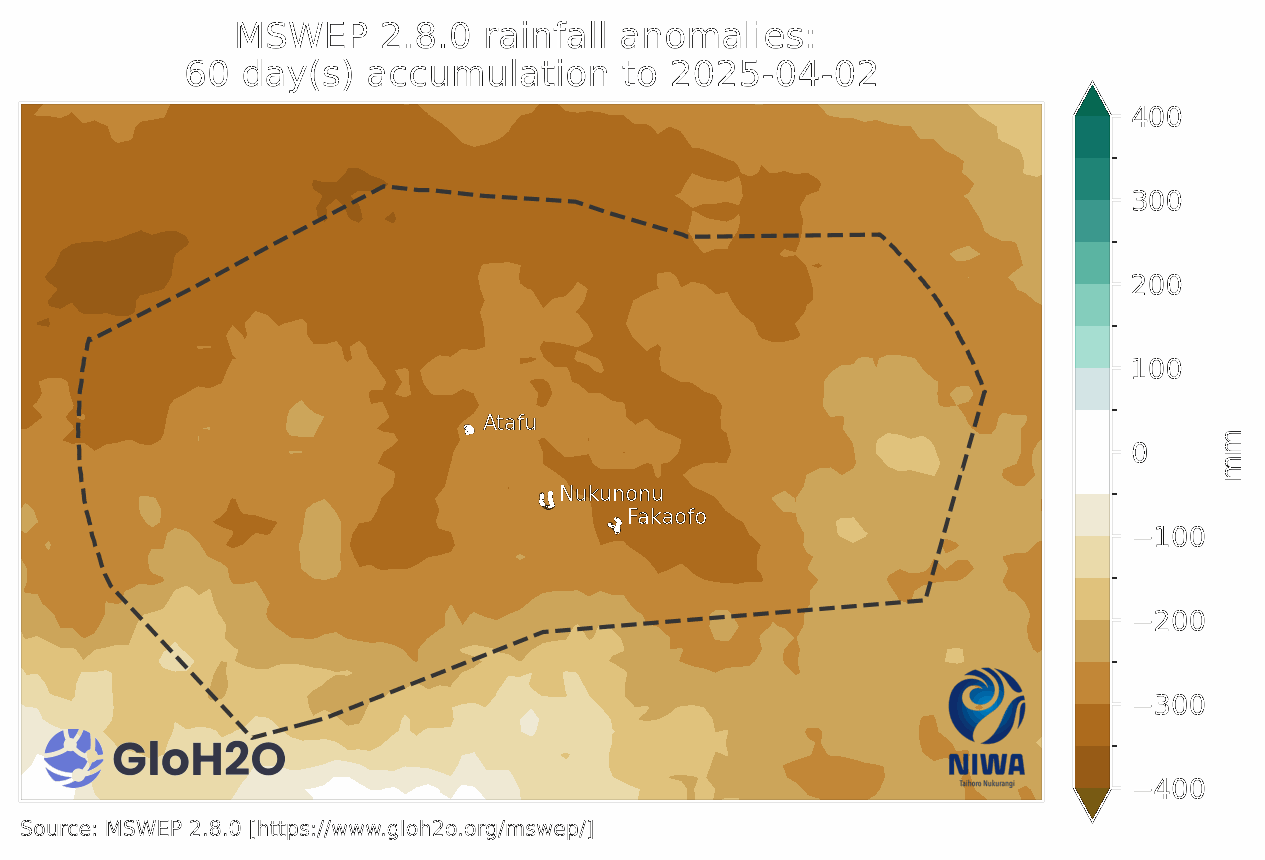 MSWEP 2.8.0 rainfall anomalies:
60 day(s) accumulation to 2025-04-02
400
300
200
100
0
−100
−200
−300
−400
mm
Atafu
Nukunonu
Fakaofo
GloH2O
NIWA
Taihoro Nukurangi
Source: MSWEP 2.8.0 [https://www.gloh2o.org/mswep/]